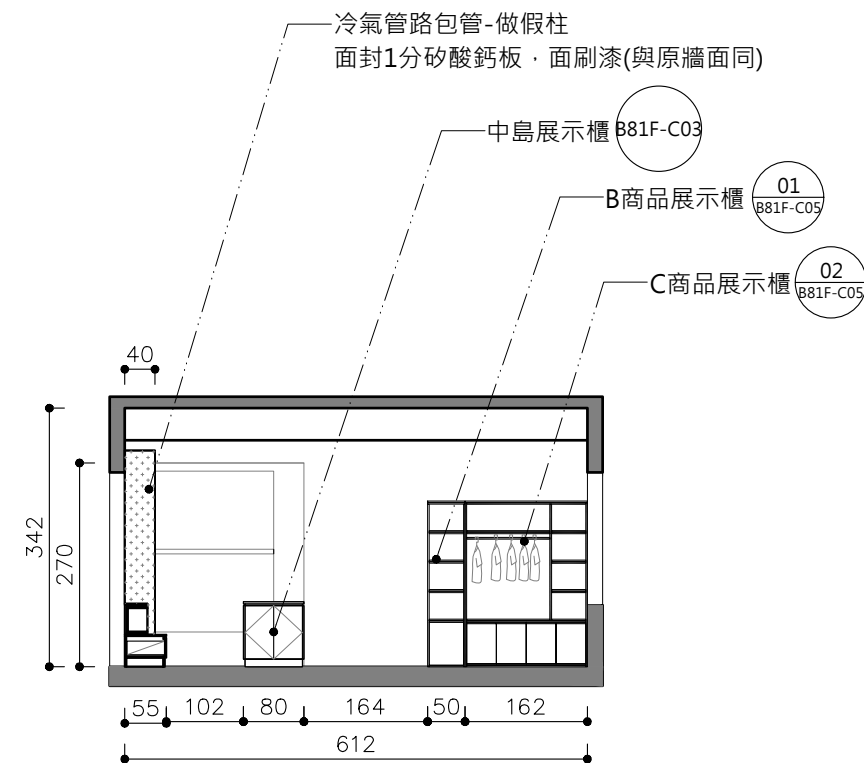 冷氣管路包管-做假柱
面封1分矽酸鈣板，面刷漆(與原牆面同)
中島展示櫃 B81F-C03
B商品展示櫃 01
B81F-C05
C商品展示櫃 02
B81F-C05
40
342
270
55 102 80 164 50 162
612